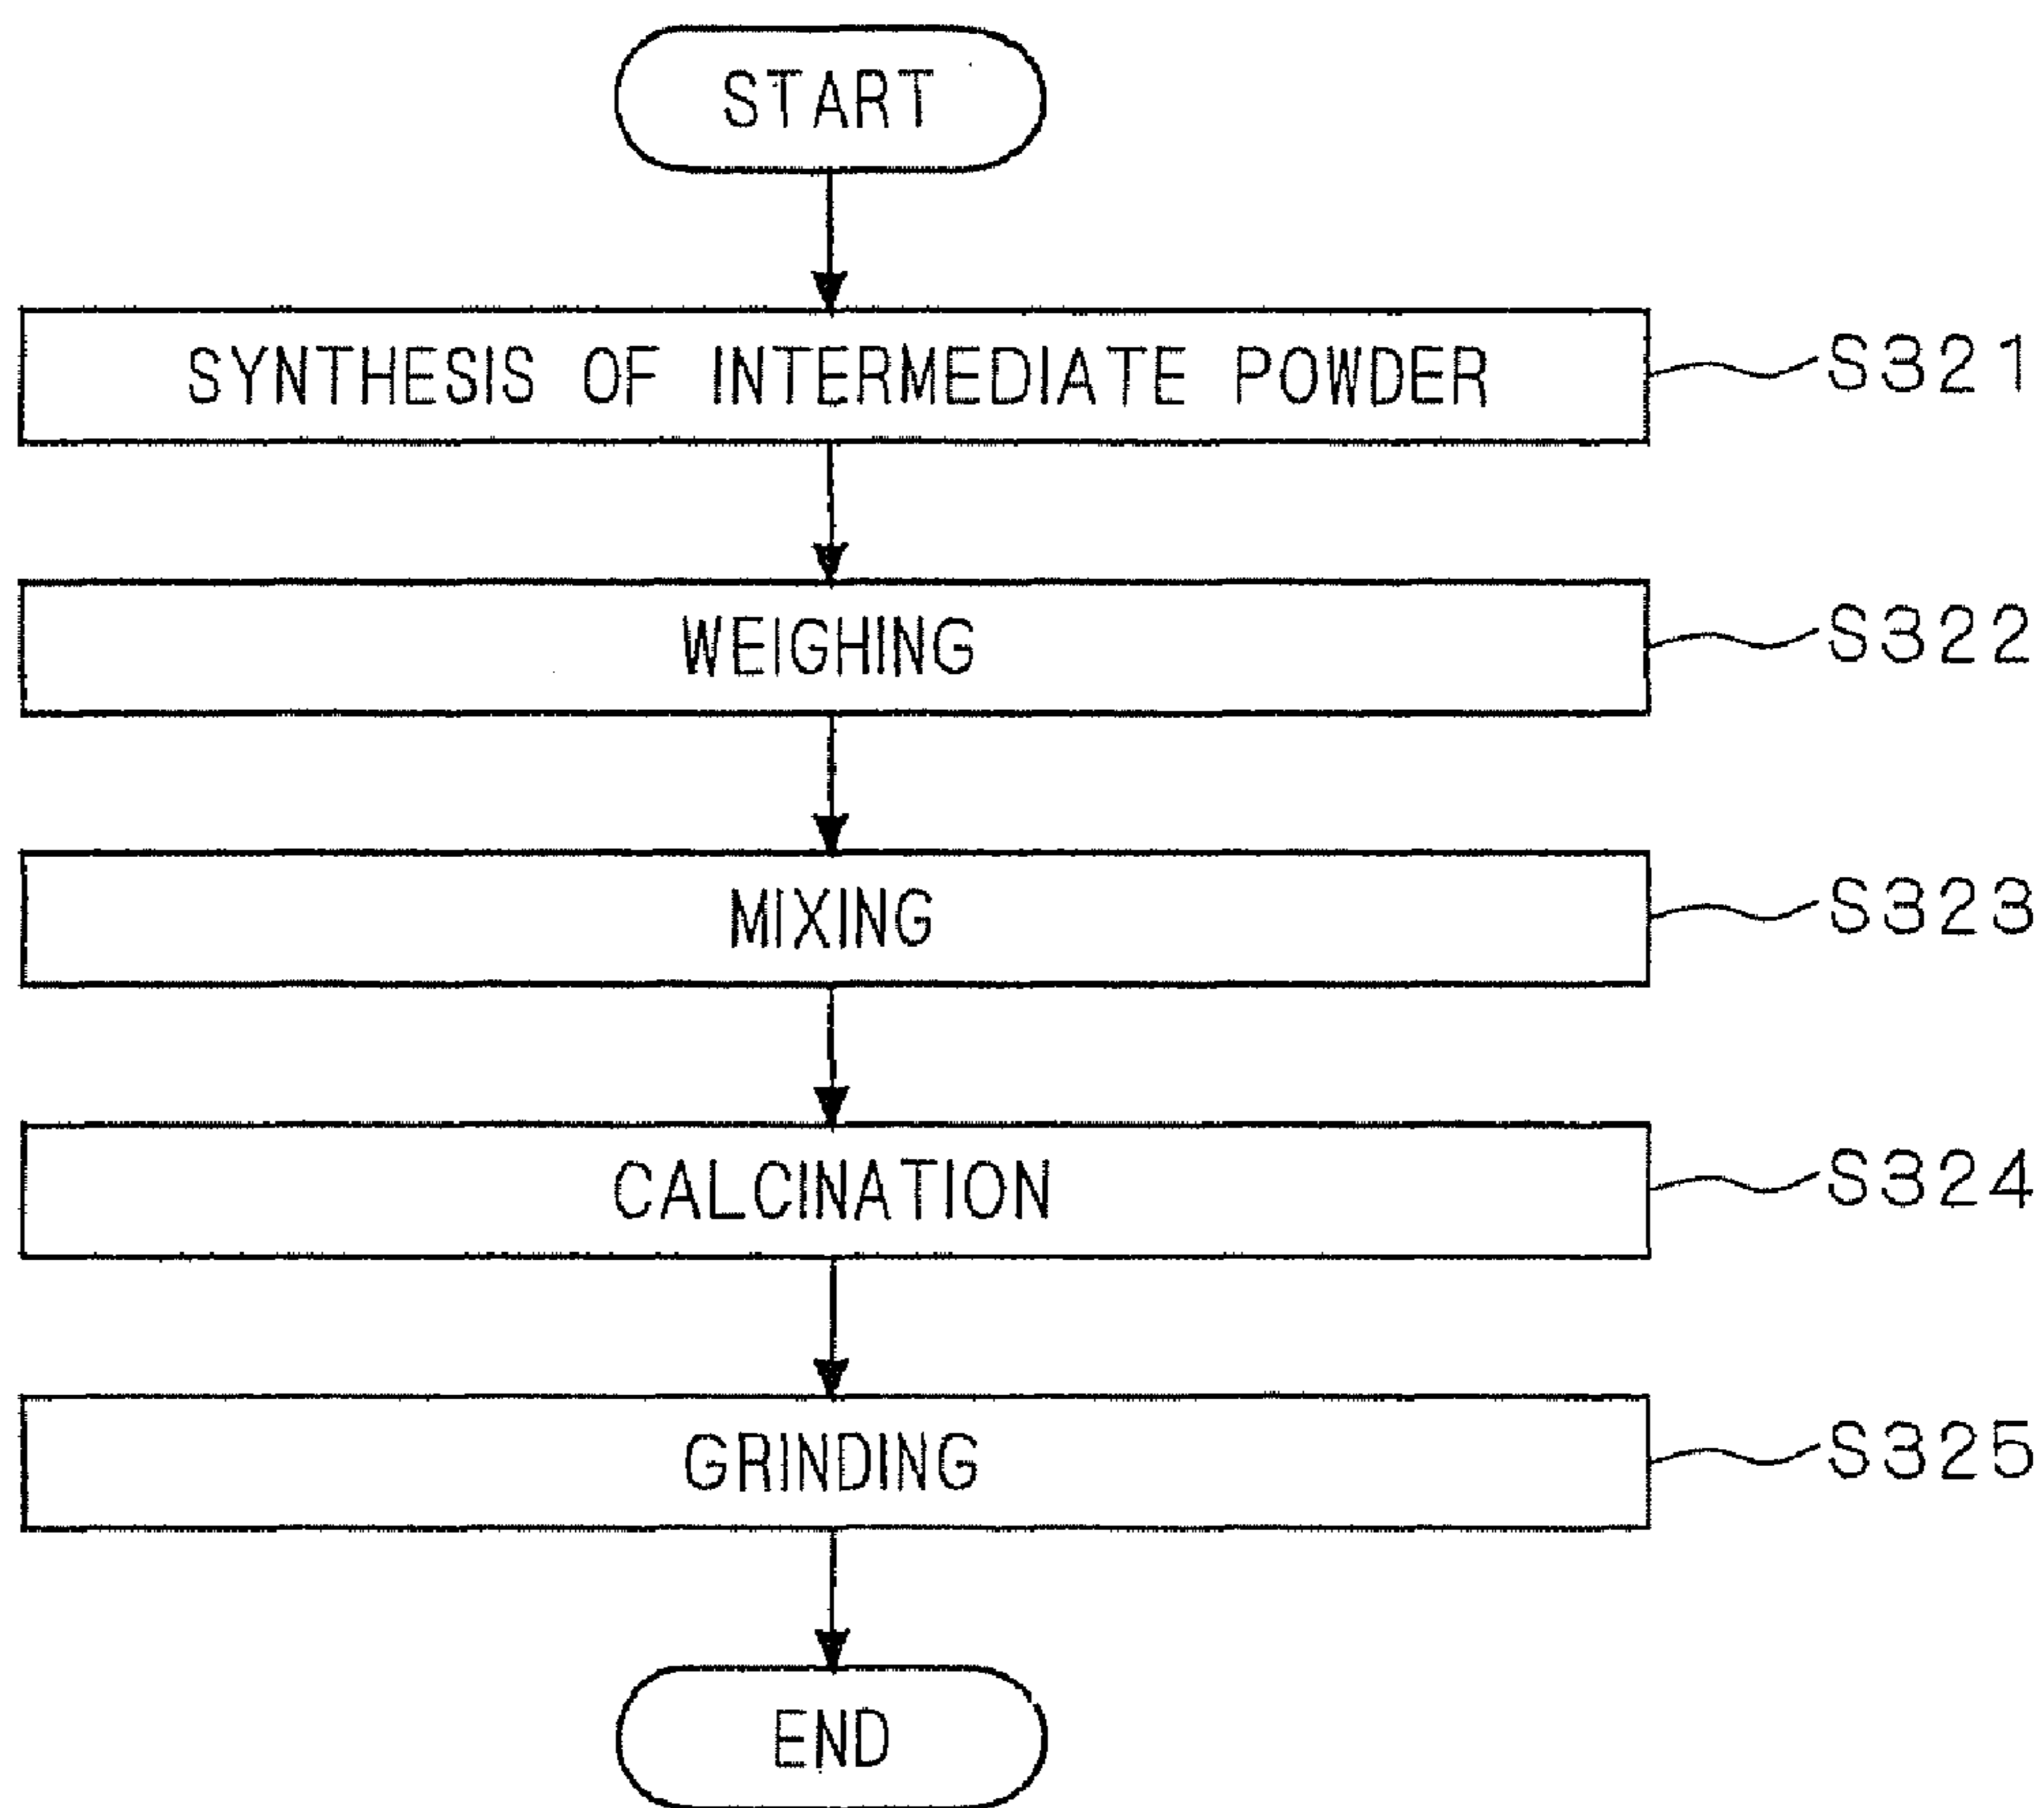 START
SYNTHESIS OF INTERMEDIATE POWDER S321
WEIGHING S322
MIXING S323
CALCINATION S324
GRINDING S325
END